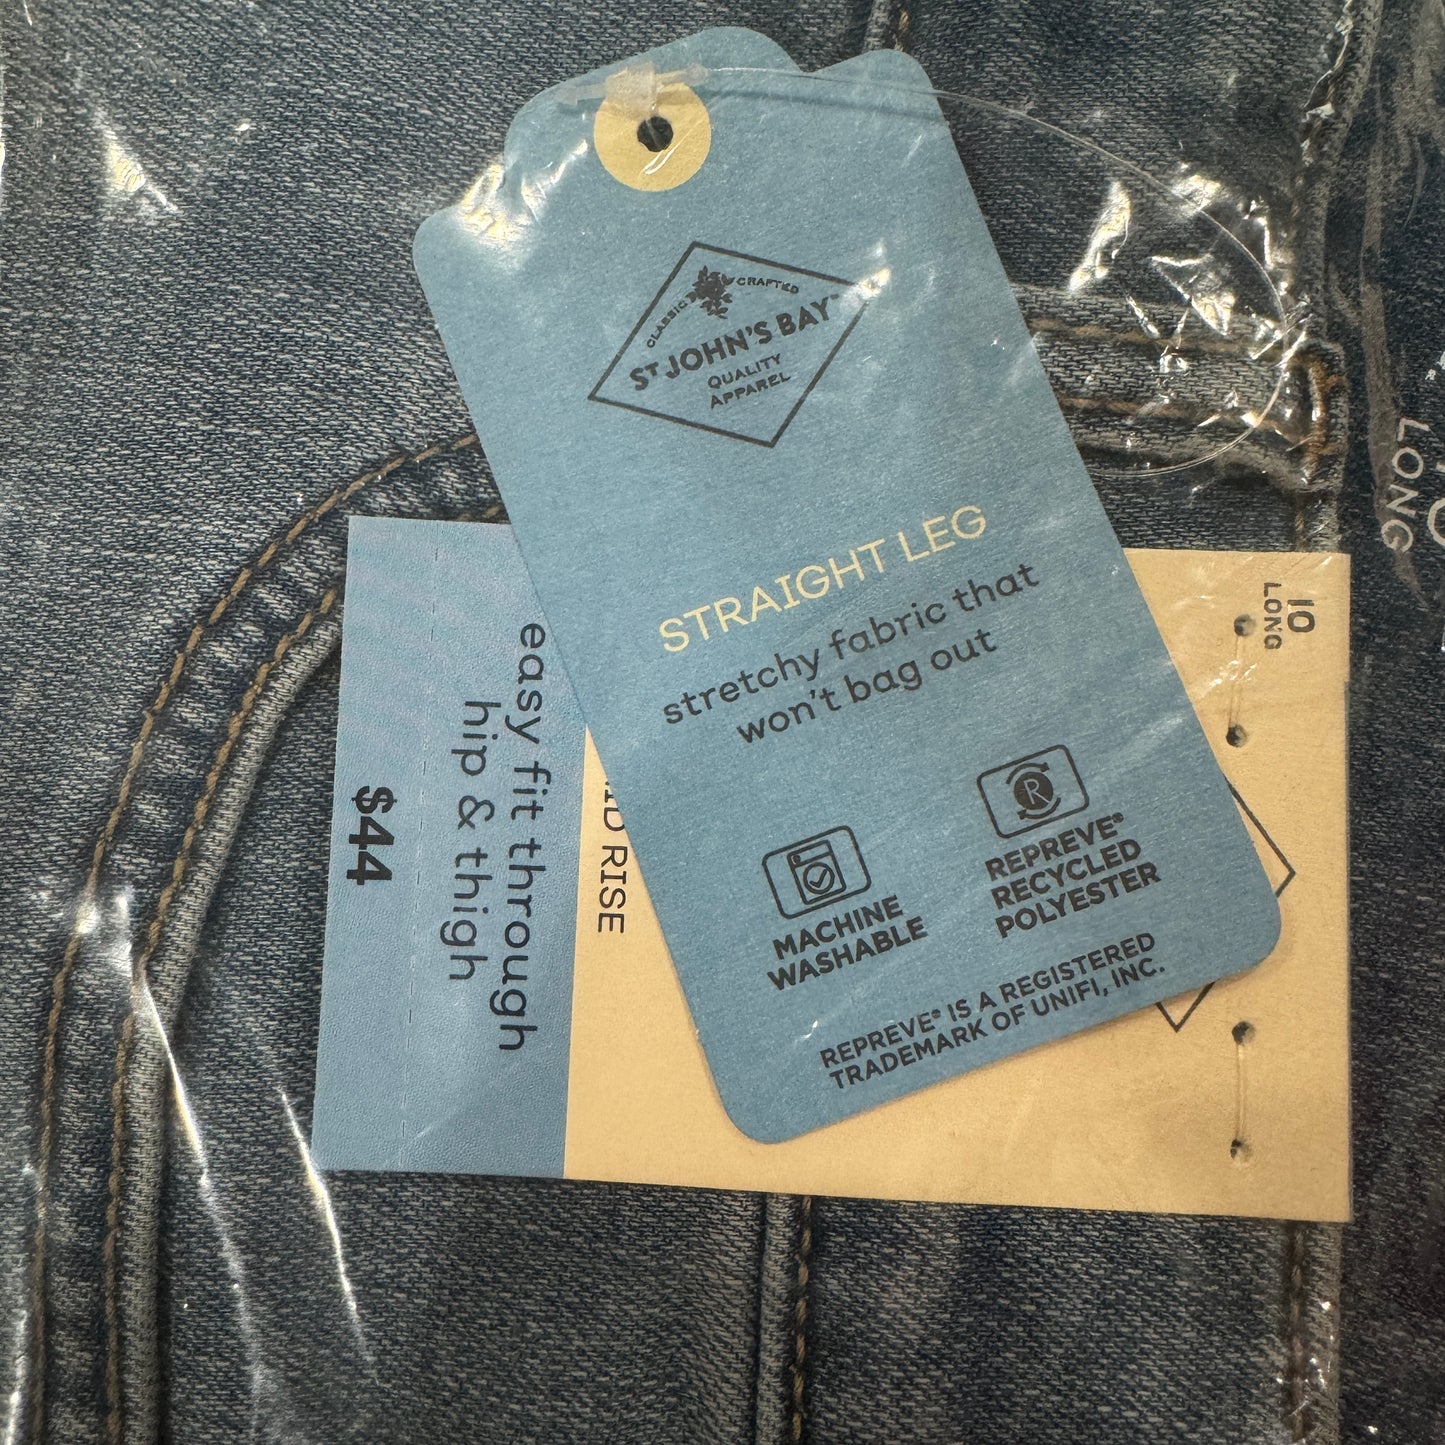 CLASSIC CRAFTED
ST JOHN'S BAY™
QUALITY
APPAREL
STRAIGHT LEG
stretchy fabric that
won't bag out
MACHINE
WASHABLE
R
REPREVE®
RECYCLED
POLYESTER
REPREVE® IS A REGISTERED
TRADEMARK OF UNIFI, INC.
easy fit through
hip & thigh
$44
RISE
10
LONG
LONG